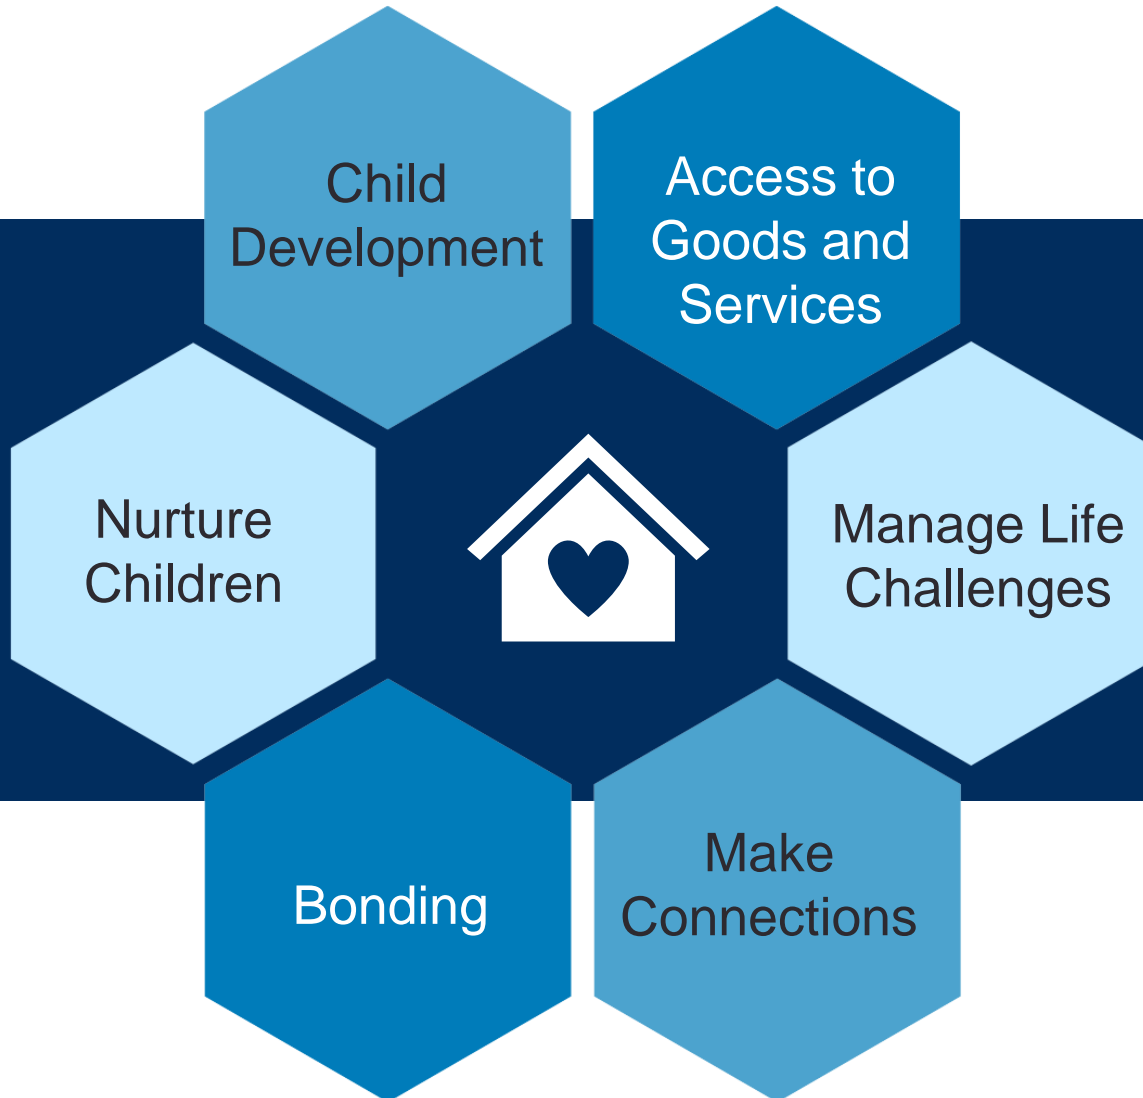 Child
Development
Access to
Goods and
Services
Nurture
Children
Manage Life
Challenges
Bonding
Make
Connections